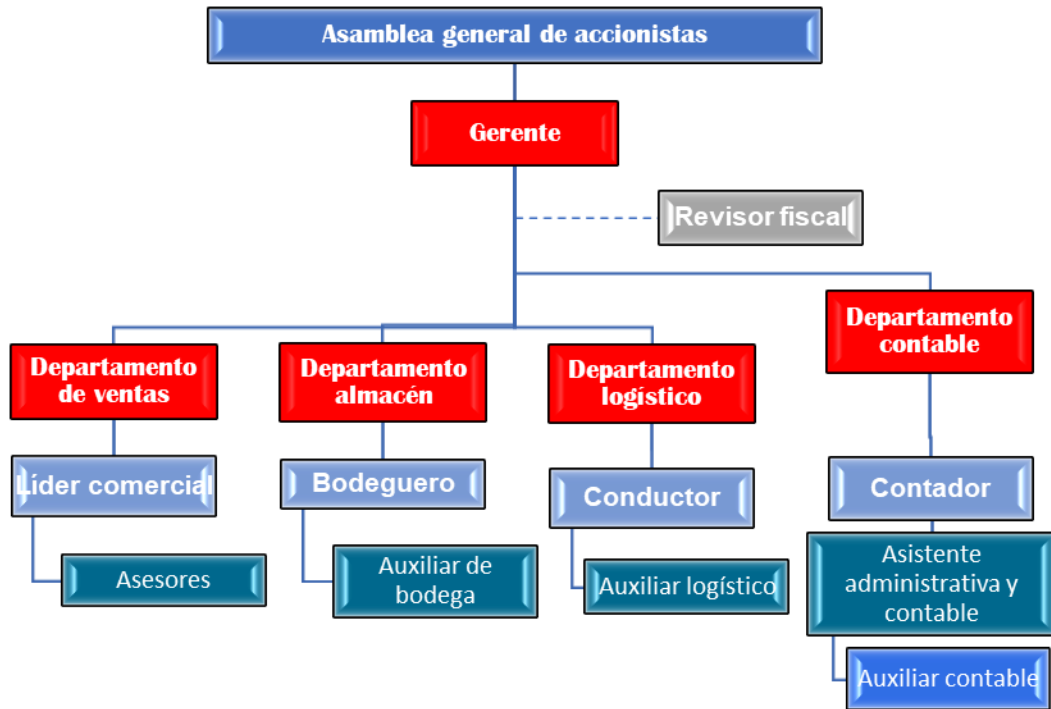 Asamblea general de accionistas
Gerente
Revisor fiscal
Departamento
contable
Departamento
de ventas
Departamento
almacén
Departamento
logístico
Líder comercial
Bodeguero
Conductor
Contador
Asesores
Auxiliar de
bodega
Auxiliar logístico
Asistente
administrativa y
contable
Auxiliar contable